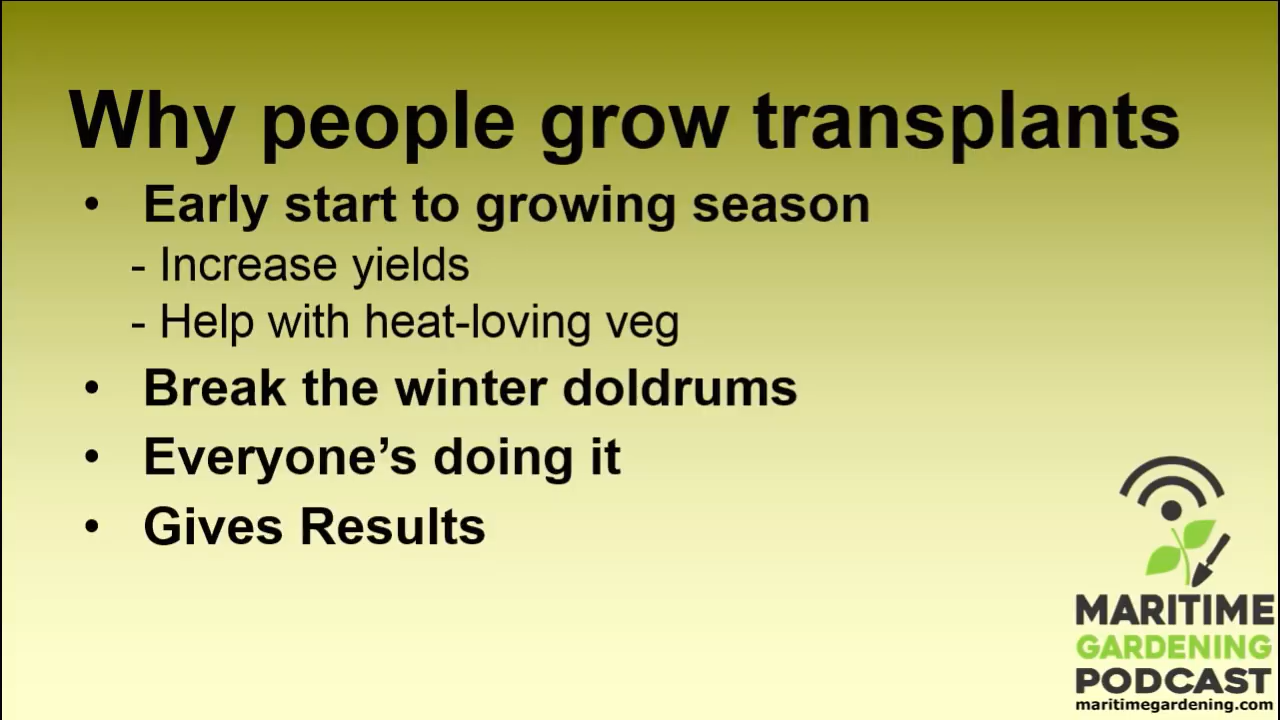 Why people grow transplants
• Early start to growing season
- Increase yields
- Help with heat-loving veg
• Break the winter doldrums
• Everyone’s doing it
• Gives Results
MARITIME
GARDENING
PODCAST
maritimegardening.com